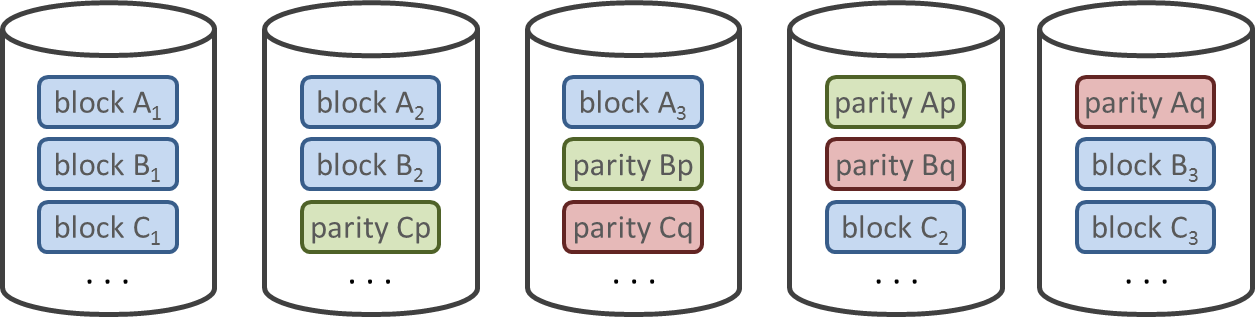 block A₁ block A₂ block A₃ parity Ap parity Aq
block B₁ block B₂ parity Bp parity Bq block B₃
block C₁ parity Cp parity Cq block C₂ block C₃
. . . . . . . . . . . . . . .